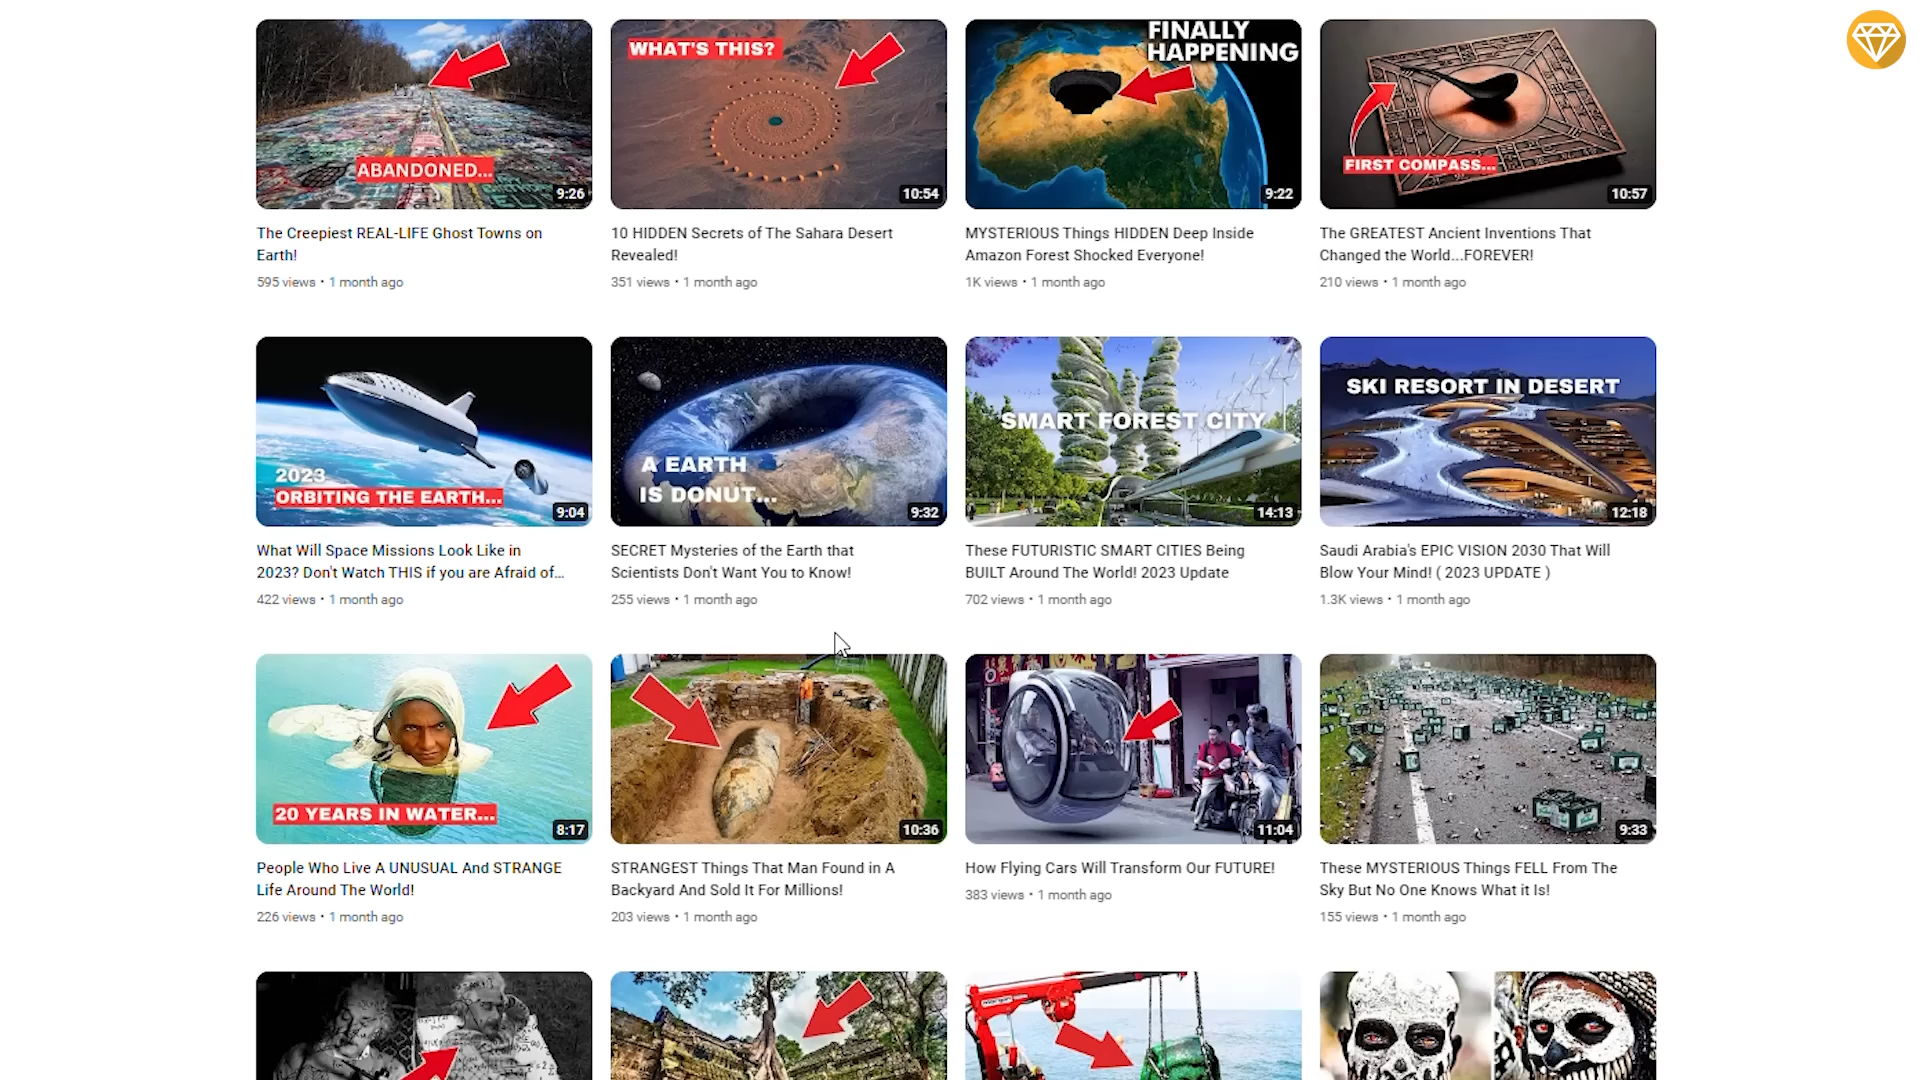 ABANDONED...
9:26
The Creepiest REAL-LIFE Ghost Towns on
Earth!
595 views • 1 month ago
WHAT'S THIS?
10:54
10 HIDDEN Secrets of The Sahara Desert
Revealed!
351 views • 1 month ago
FINALLY
HAPPENING
9:22
MYSTERIOUS Things HIDDEN Deep Inside
Amazon Forest Shocked Everyone!
1K views • 1 month ago
FIRST COMPASS...
10:57
The GREATEST Ancient Inventions That
Changed the World...FOREVER!
210 views • 1 month ago
2023
ORBITING THE EARTH...
9:04
What Will Space Missions Look Like in
2023? Don't Watch THIS if you are Afraid of...
422 views • 1 month ago
A EARTH
IS DONUT...
9:32
SECRET Mysteries of the Earth that
Scientists Don't Want You to Know!
255 views • 1 month ago
SMART FOREST CITY
14:13
These FUTURISTIC SMART CITIES Being
BUILT Around The World! 2023 Update
702 views • 1 month ago
SKI RESORT IN DESERT
12:18
Saudi Arabia's EPIC VISION 2030 That Will
Blow Your Mind! ( 2023 UPDATE )
1.3K views • 1 month ago
20 YEARS IN WATER...
8:17
People Who Live A UNUSUAL And STRANGE
Life Around The World!
226 views • 1 month ago
10:36
STRANGEST Things That Man Found in A
Backyard And Sold It For Millions!
203 views • 1 month ago
11:04
How Flying Cars Will Transform Our FUTURE!
383 views • 1 month ago
9:33
These MYSTERIOUS Things FELL From The
Sky But No One Knows What it Is!
155 views • 1 month ago